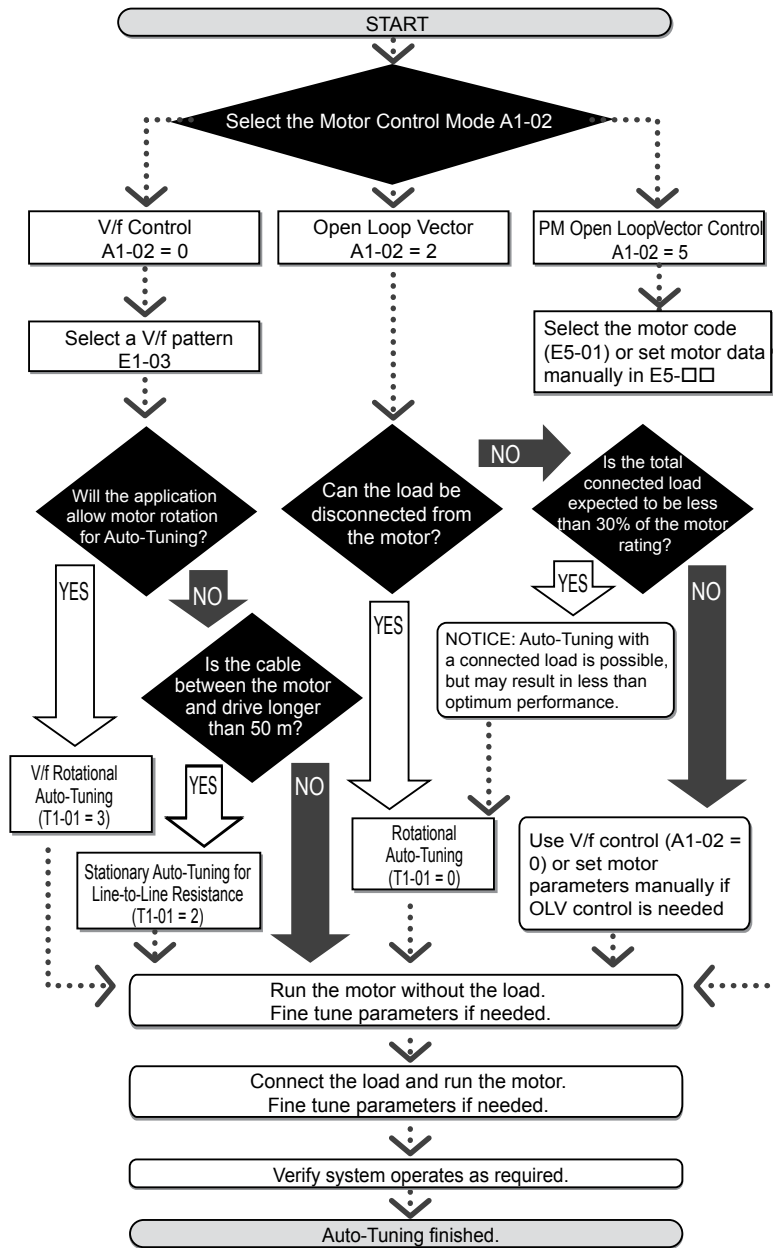 START
Select the Motor Control Mode A1-02
V/f Control
A1-02 = 0
Open Loop Vector
A1-02 = 2
PM Open LoopVector Control
A1-02 = 5
Select a V/f pattern
E1-03
Select the motor code
(E5-01) or set motor data
manually in E5-□□
Will the application
allow motor rotation
for Auto-Tuning?
Can the load be
disconnected from
the motor?
NO
Is the total
connected load
expected to be less
than 30% of the motor
rating?
YES
NO
Is the cable
between the motor
and drive longer
than 50 m?
YES
YES
NO
NOTICE: Auto-Tuning with
a connected load is possible,
but may result in less than
optimum performance.
V/f Rotational
Auto-Tuning
(T1-01 = 3)
YES
NO
Stationary Auto-Tuning for
Line-to-Line Resistance
(T1-01 = 2)
Rotational
Auto-Tuning
(T1-01 = 0)
Use V/f control (A1-02 =
0) or set motor
parameters manually if
OLV control is needed
Run the motor without the load.
Fine tune parameters if needed.
Connect the load and run the motor.
Fine tune parameters if needed.
Verify system operates as required.
Auto-Tuning finished.